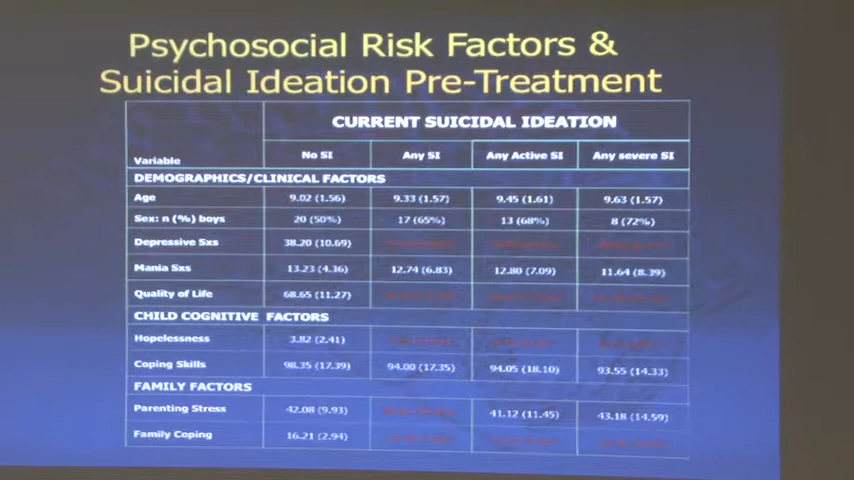 Psychosocial Risk Factors &
Suicidal Ideation Pre-Treatment
CURRENT SUICIDAL IDEATION
Variable No SI Any SI Any Active SI Any severe SI
DEMOGRAPHICS/CLINICAL FACTORS
Age 9.02 (1.56) 9.33 (1.57) 9.45 (1.61) 9.63 (1.57)
Sex: n (%) boys 20 (50%) 17 (65%) 13 (68%) 8 (72%)
Depressive Sxs 38.20 (10.69)
Mania Sxs 13.23 (4.36) 12.74 (6.83) 12.80 (7.09) 11.64 (8.39)
Quality of Life 68.65 (11.27)
CHILD COGNITIVE FACTORS
Hopelessness 3.82 (2.41)
Coping Skills 98.35 (17.39) 94.00 (17.35) 94.05 (18.10) 93.55 (14.33)
FAMILY FACTORS
Parenting Stress 42.08 (9.93) 41.12 (11.45) 43.18 (14.59)
Family Coping 16.21 (2.94)